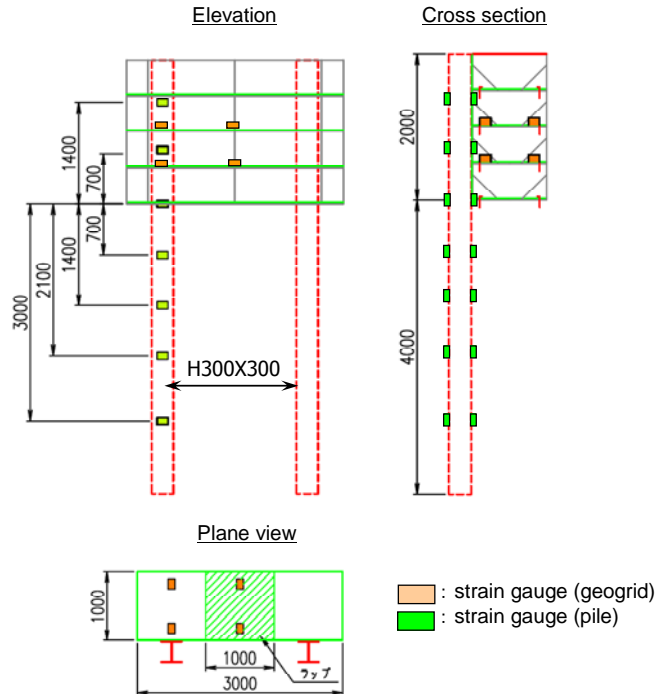 Elevation
Cross section
1400
700
2000
700
1400
2100
3000
H300X300
4000
Plane view
1000
1000
ラップ
3000
: strain gauge (geogrid)
: strain gauge (pile)